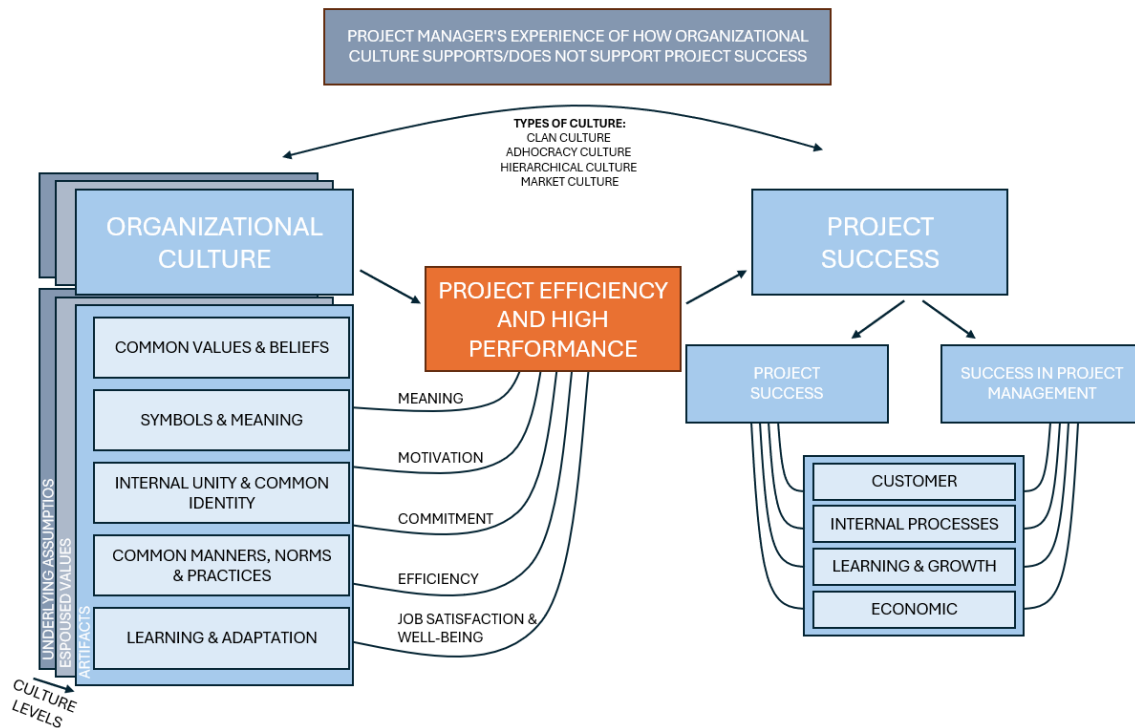 PROJECT MANAGER'S EXPERIENCE OF HOW ORGANIZATIONAL
CULTURE SUPPORTS/DOES NOT SUPPORT PROJECT SUCCESS
TYPES OF CULTURE:
CLAN CULTURE
ADHOCRACY CULTURE
HIERARCHICAL CULTURE
MARKET CULTURE
ORGANIZATIONAL
CULTURE
PROJECT
SUCCESS
PROJECT EFFICIENCY
AND HIGH
PERFORMANCE
COMMON VALUES & BELIEFS
SYMBOLS & MEANING
INTERNAL UNITY & COMMON
IDENTITY
COMMON MANNERS, NORMS
& PRACTICES
LEARNING & ADAPTATION
UNDERLYING ASSUMPTIOS
ESPOUSED VALUES
ARTIFACTS
CULTURE
LEVELS
MEANING
MOTIVATION
COMMITMENT
EFFICIENCY
JOB SATISFACTION &
WELL-BEING
PROJECT
SUCCESS
SUCCESS IN PROJECT
MANAGEMENT
CUSTOMER
INTERNAL PROCESSES
LEARNING & GROWTH
ECONOMIC